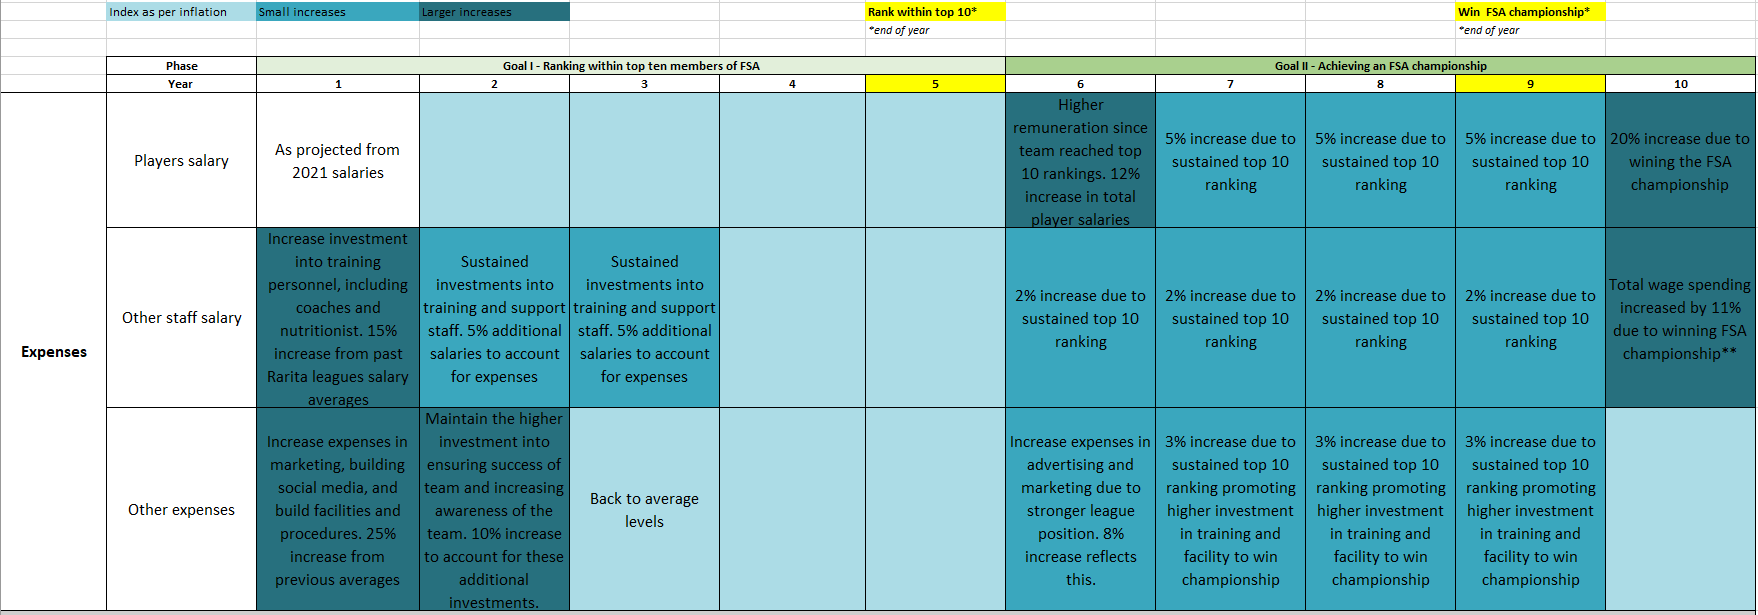 Index as per inflation
Small increases
Larger increases
Rank within top 10*
Win  FSA championship*
*end of year
*end of year
Phase
Goal I - Ranking within top ten members of FSA
Goal II - Achieving an FSA championship
Year
1
2
3
4
5
6
7
8
9
10
Expenses
Players salary
As projected from
2021 salaries
Higher
remuneration since
team reached top
10 rankings. 12%
increase in total
player salaries
5% increase due to
sustained top 10
ranking
5% increase due to
sustained top 10
ranking
5% increase due to
sustained top 10
ranking
20% increase due to
wining the FSA
championship
Other staff salary
Increase investment
into training
personnel, including
coaches and
nutritionist. 15%
increase from past
Rarita leagues salary
averages
Sustained
investments into
training and support
staff. 5% additional
salaries to account
for expenses
Sustained
investments into
training and support
staff. 5% additional
salaries to account
for expenses
2% increase due to
sustained top 10
ranking
2% increase due to
sustained top 10
ranking
2% increase due to
sustained top 10
ranking
2% increase due to
sustained top 10
ranking
Total wage spending
increased by 11%
due to winning FSA
championship**
Other expenses
Increase expenses in
marketing, building
social media, and
build facilities and
procedures. 25%
increase from
previous averages
Maintain the higher
investment into
ensuring success of
team and increasing
awareness of the
team. 10% increase
to account for these
additional
investments.
Back to average
levels
Increase expenses in
advertising and
marketing due to
stronger league
position. 8%
increase reflects
this.
3% increase due to
sustained top 10
ranking promoting
higher investment
in training and
facility to win
championship
3% increase due to
sustained top 10
ranking promoting
higher investment
in training and
facility to win
championship
3% increase due to
sustained top 10
ranking promoting
higher investment
in training and
facility to win
championship